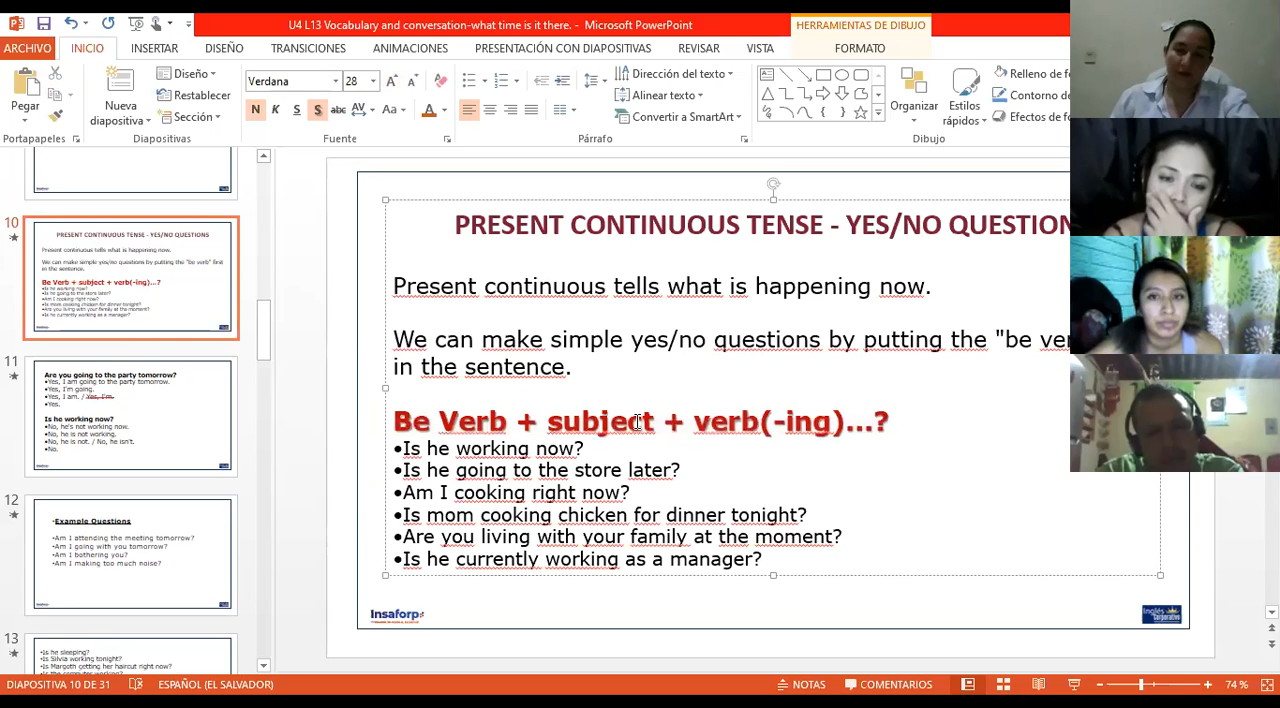 U4 L13 Vocabulary and conversation-what time is it there. - Microsoft PowerPoint
HERRAMIENTAS DE DIBUJO
ARCHIVO INICIO INSERTAR DISEÑO TRANSICIONES ANIMACIONES PRESENTACIÓN CON DIAPOSITIVAS REVISAR VISTA FORMATO
Pegar
Nueva diapositiva
Diseño
Restablecer
Sección
Verdana 28
N K S S abc AV Aa A
Dirección del texto
Alinear texto
Convertir a SmartArt
Organizar
Estilos rápidos
Relleno de f
Contorno de
Efectos de fo
Portapapeles Diapositivas Fuente Párrafo Dibujo
10
PRESENT CONTINUOUS TENSE - YES/NO QUESTIONS
Present continuous tells what is happening now.
We can make simple yes/no questions by putting the "be verb" first
in the sentence.
Be Verb + subject + verb(-ing)...?
•Is he working now?
•Is he going to the store later?
•Am I cooking right now?
•Is mom cooking chicken for dinner tonight?
•Are you living with your family at the moment?
•Is he currently working as a manager?
11
Are you going to the party tomorrow?
•Yes, I am going to the party tomorrow.
•Yes, I'm going.
•Yes, I am. / Yes, I'm.
•Yes.
Is he working now?
•No, he's not working now.
•No, he is not working.
•No, he is not. / No, he isn't.
•No.
12
•Example Questions
•Am I attending the meeting tomorrow?
•Am I going with you tomorrow?
•Am I bothering you?
•Am I making too much noise?
13
•Is he sleeping?
•Is Silvia working tonight?
•Is Margoth getting her haircut right now?
PRESENT CONTINUOUS TENSE - YES/NO QUESTION
Present continuous tells what is happening now.
We can make simple yes/no questions by putting the "be ver
in the sentence.
Be Verb + subject + verb(-ing)...?
•Is he working now?
•Is he going to the store later?
•Am I cooking right now?
•Is mom cooking chicken for dinner tonight?
•Are you living with your family at the moment?
•Is he currently working as a manager?
Insaforp
Inglés corporativo
DIAPOSITIVA 10 DE 31 ESPAÑOL (EL SALVADOR) NOTAS COMENTARIOS 74 %